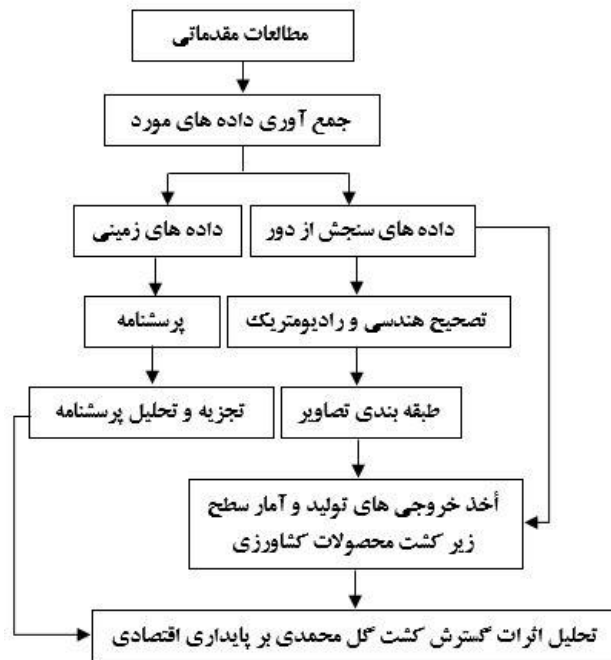 مطالعات مقدماتی
جمع آوری داده های مورد
داده های سنجش از دور
داده های زمینی
تصحیح هندسی و رادیومتریک
پرسشنامه
طبقه بندی تصاویر
تجزیه و تحلیل پرسشنامه
أخذ خروجی های تولید و آمار سطح
زیر کشت محصولات کشاورزی
تحلیل اثرات گسترش کشت گل محمدی بر پایداری اقتصادی